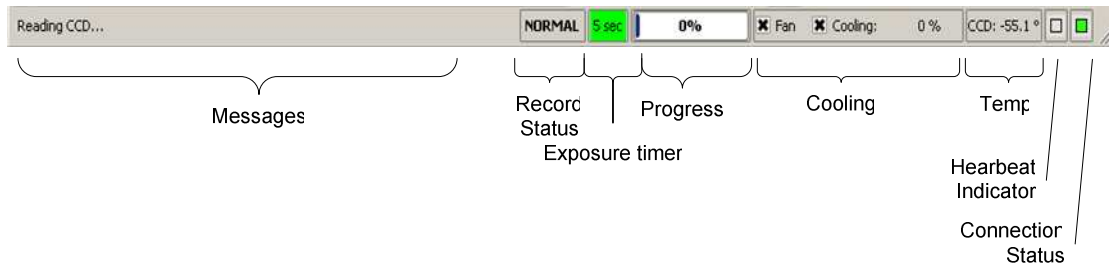 Reading CCD... NORMAL 5 sec 0% Fan Cooling: 0 % CCD: -55.1 °
Messages
Record
Status
Exposure timer
Progress
Cooling
Temp
Hearbeat
Indicator
Connection
Status